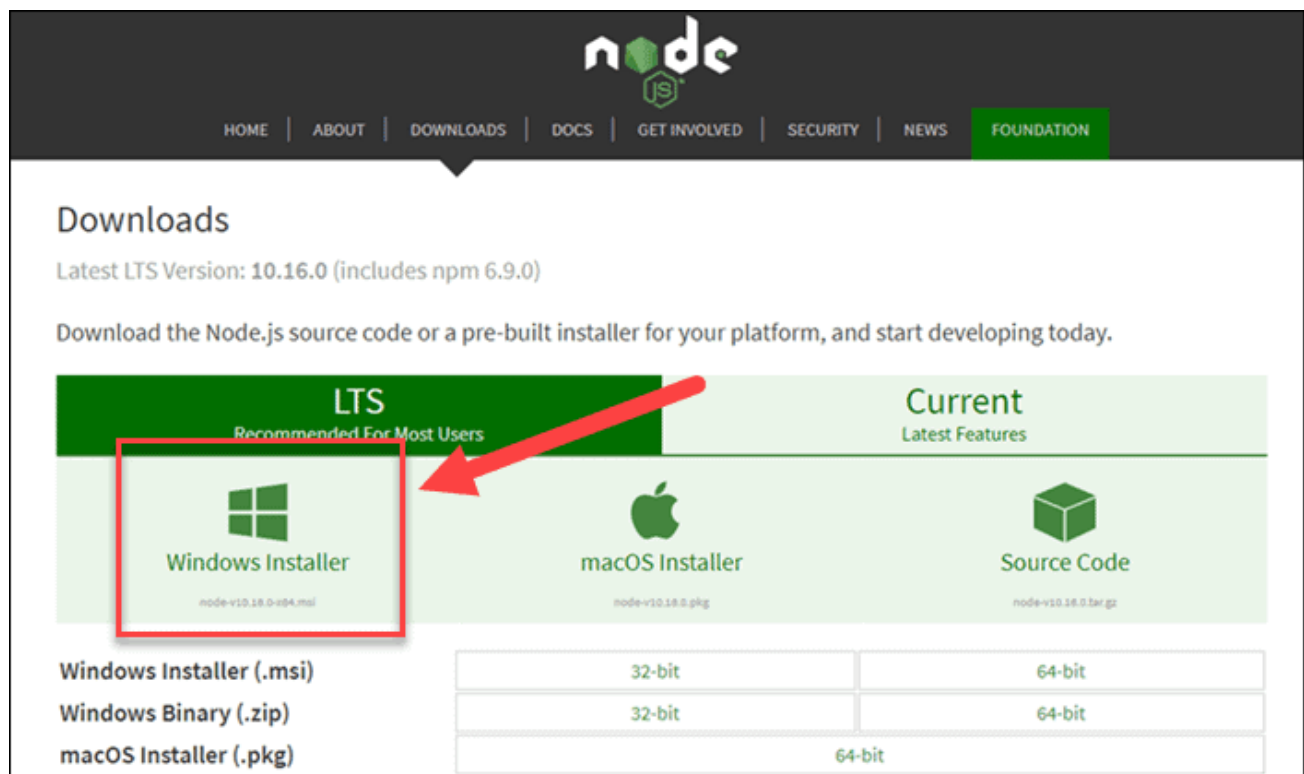 node
JS
HOME ABOUT DOWNLOADS DOCS GET INVOLVED SECURITY NEWS FOUNDATION
Downloads
Latest LTS Version: 10.16.0 (includes npm 6.9.0)
Download the Node.js source code or a pre-built installer for your platform, and start developing today.
LTS Current
Recommended For Most Users Latest Features
Windows Installer macOS Installer Source Code
node-v10.16.0-x64.msi node-v10.16.0.pkg node-v10.16.0.tar.gz
Windows Installer (.msi) 32-bit 64-bit
Windows Binary (.zip) 32-bit 64-bit
macOS Installer (.pkg) 64-bit